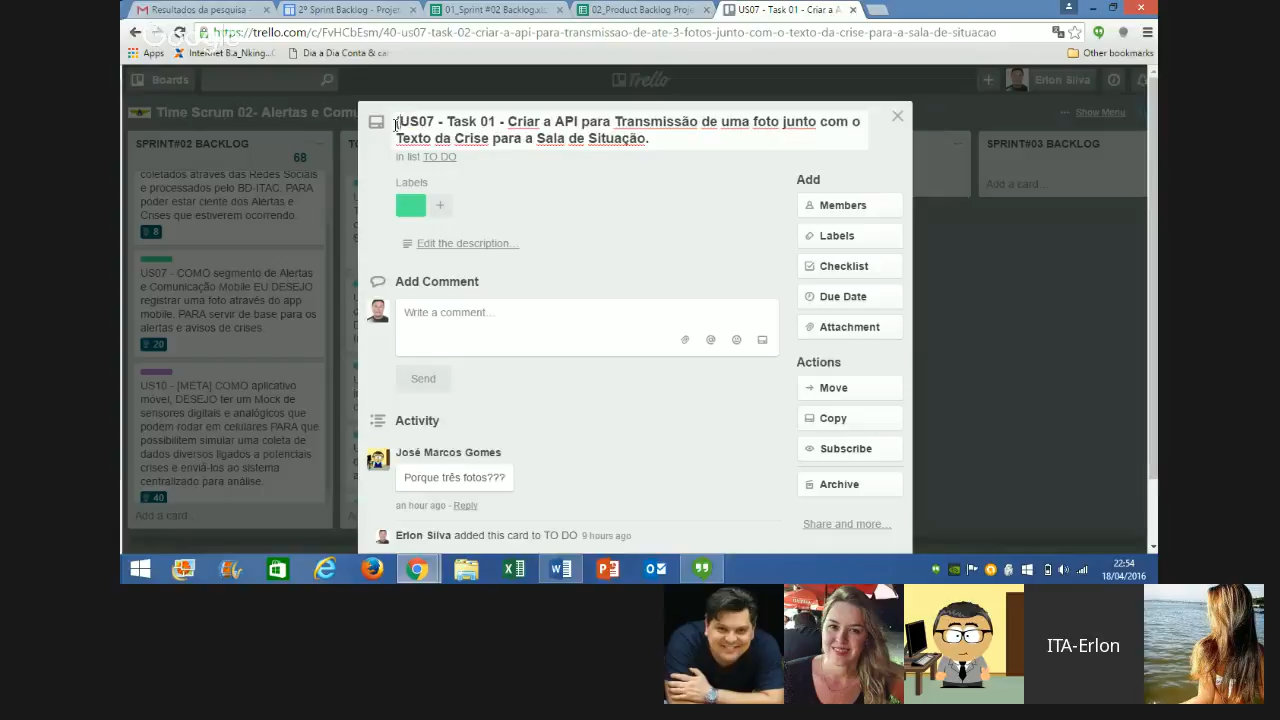 Resultados da pesquisa -
2º Sprint Backlog - Projet
01_Sprint #02 Backlog.xls
02_Product Backlog Proje
US07 - Task 01 - Criar a A
https://trello.com/c/FvHCbEsm/40-us07-task-02-criar-a-api-para-transmissao-de-ate-3-fotos-junto-com-o-texto-da-crise-para-a-sala-de-situacao
Google
Apps
Internet B.a_Nking...
Dia a Dia Conta & car
Other bookmarks
Boards
Trello
Erlon Silva
Time Scrum 02- Alertas e Com
Show Menu
SPRINT#02 BACKLOG
68
coletados através das Redes Sociais
e processados pelo BD-ITAC. PARA
poder estar ciente dos Alertas e
Crises que estiverem ocorrendo.
8
US07 - COMO segmento de Alertas
e Comunicação Mobile EU DESEJO
registrar uma foto através do app
mobile. PARA servir de base para os
alertas e avisos de crises.
20
US10 - [META] COMO aplicativo
móvel, DESEJO ter um Mock de
sensores digitais e analógicos que
podem rodar em celulares PARA que
possibilitem simular uma coleta de
dados diversos ligados a potenciais
crises e enviá-los ao sistema
centralizado para análise.
40
Add a card...
US07 - Task 01 - Criar a API para Transmissão de uma foto junto com o
Texto da Crise para a Sala de Situação.
in list TO DO
Labels
+
Edit the description...
Add Comment
Write a comment...
Send
Activity
José Marcos Gomes
Porque três fotos???
an hour ago - Reply
Erlon Silva added this card to TO DO 9 hours ago
Add
Members
Labels
Checklist
Due Date
Attachment
Actions
Move
Copy
Subscribe
Archive
Share and more...
SPRINT#03 BACKLOG
Add a card...
22:54
18/04/2016
ITA-Erlon